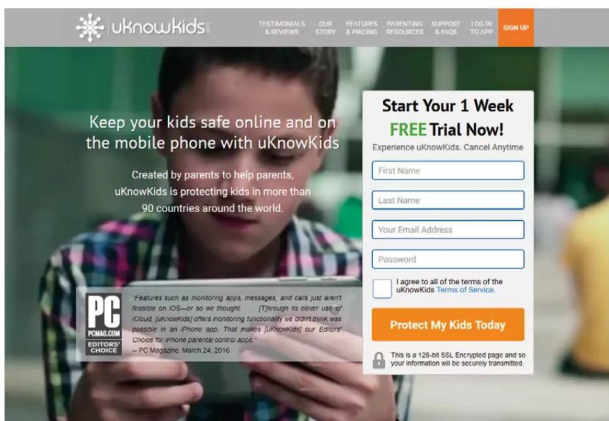 uknowkids
TESTIMONIALS & REVIEWS
OUR STORY
FEATURES & PRICING
PARENTING RESOURCES
SUPPORT & FAQS
LOG IN TO APP
SIGN UP
Keep your kids safe online and on
the mobile phone with uKnowKids
Created by parents to help parents,
uKnowKids is protecting kids in more than
90 countries around the world.
PC
PCMAG.COM
EDITORS'
CHOICE
"Features such as monitoring apps, messages, and calls just aren't
feasible on iOS—or so we thought. ... [T]hrough its clever use of
iCloud, [uKnowKids] offers monitoring functionality we didn't think was
possible in an iPhone app. That makes [uKnowKids] our Editors'
Choice for iPhone parental control apps."
-- PC Magazine, March 24, 2016
Start Your 1 Week
FREE Trial Now!
Experience uKnowKids. Cancel Anytime
First Name
Last Name
Your Email Address
Password
I agree to all of the terms of the
uKnowKids Terms of Service.
Protect My Kids Today
This is a 128-bit SSL Encrypted page and so
your information will be securely transmitted.